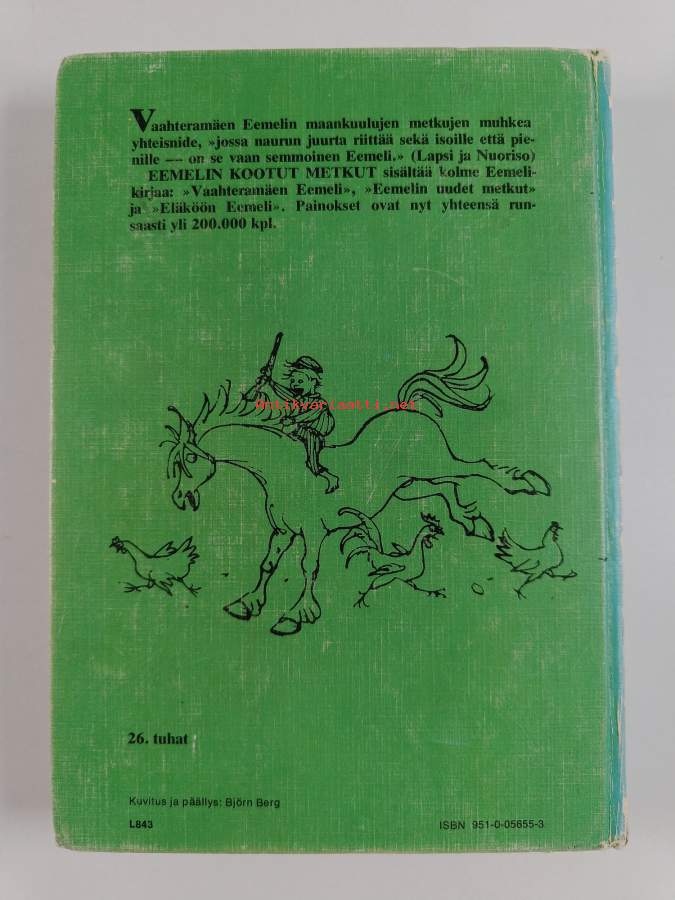 Vaahteramäen Eemelin maankuulujen metkujen muhkea
yhteisnide, »jossa naurun juurta riittää sekä isoille että pie-
nille — on se vaan semmoinen Eemeli.» (Lapsi ja Nuoriso)
EEMELIN KOOTUT METKUT sisältää kolme Eemeli-
kirjaa: »Vaahteramäen Eemeli», »Eemelin uudet metkut»
ja »Eläköön Eemeli». Painokset ovat nyt yhteensä run-
saasti yli 200.000 kpl.
Antikvariaatti.net
26. tuhat
Kuvitus ja päällys: Björn Berg
L843
ISBN 951-0-05655-3